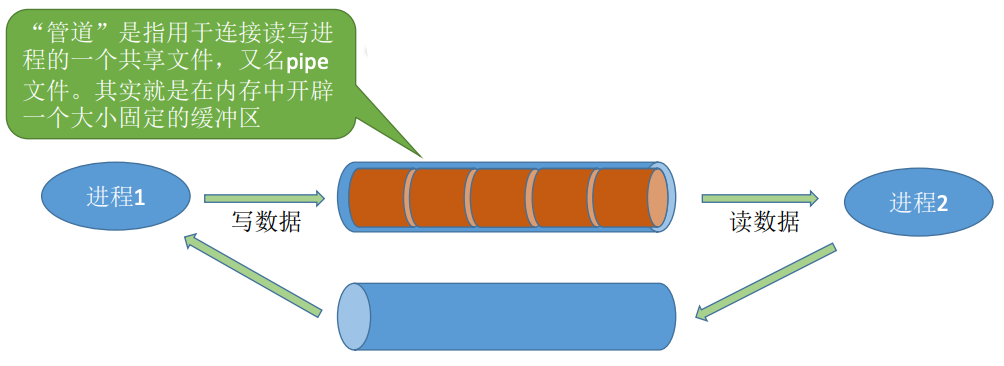 “管道”是指用于连接读写进
程的一个共享文件，又名pipe
文件。其实就是在内存中开辟
一个大小固定的缓冲区
进程1
写数据
读数据
进程2